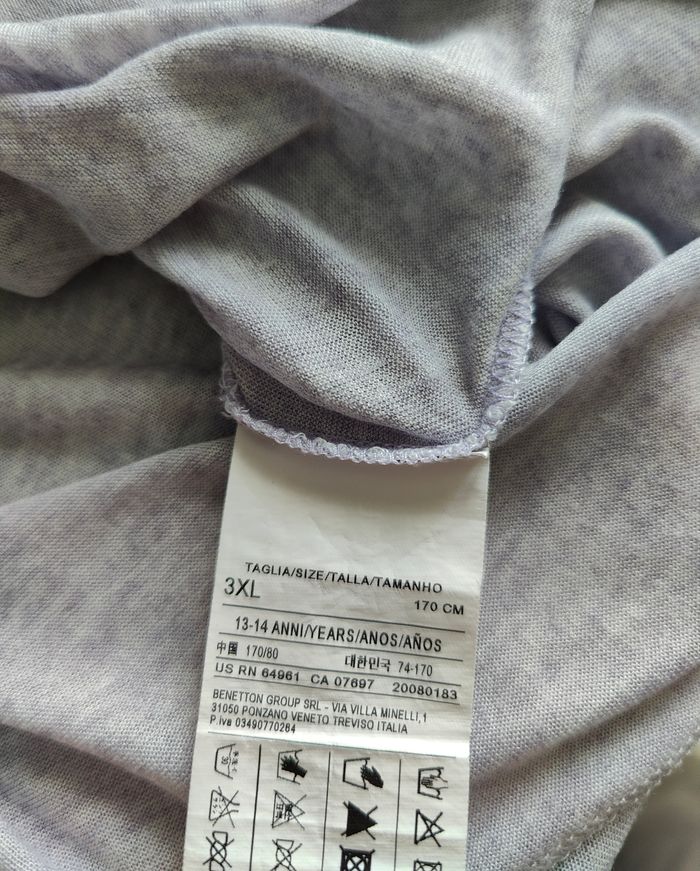 TAGLIA/SIZE/TALLA/TAMANHO
3XL
170 CM
13-14 ANNI/YEARS/ANOS/AÑOS
中国 170/80 대한민국 74-170
US RN 64961 CA 07697 20080183
BENETTON GROUP SRL - VIA VILLA MINELLI,1
31050 PONZANO VENETO TREVISO ITALIA
P.iva 03490770264
30